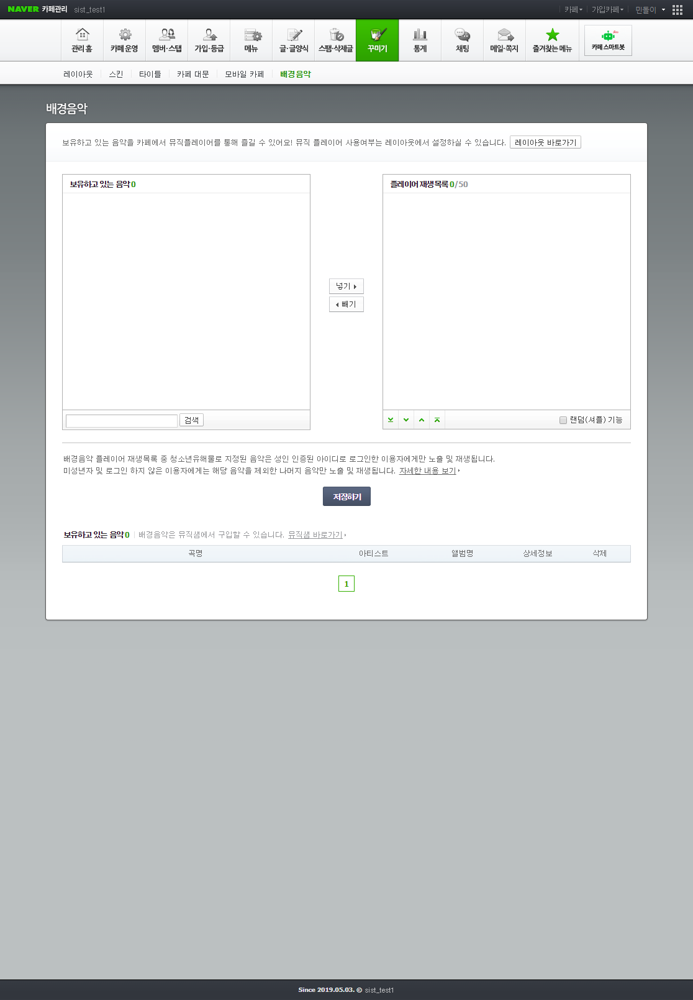 NAVER 카페관리 sist_test1 카페 가입카페 민돌이
관리 홈 카페 운영 멤버·스탭 가입·등급 메뉴 글·글양식 스팸·삭제글 꾸미기 통계 채팅 메일·쪽지 즐겨찾는 메뉴 카페 스마트봇
레이아웃 스킨 타이틀 카페 대문 모바일 카페 배경음악
배경음악
보유하고 있는 음악을 카페에서 뮤직플레이어를 통해 즐길 수 있어요! 뮤직 플레이어 사용여부는 레이아웃에서 설정하실 수 있습니다. 레이아웃 바로가기
보유하고 있는 음악 0
플레이어 재생 목록 0/50
넣기
빼기
검색
랜덤(셔플) 기능
배경음악 플레이어 재생목록 중 청소년유해물로 지정된 음악은 성인 인증된 아이디로 로그인한 이용자에게만 노출 및 재생됩니다.
미성년자 및 로그인 하지 않은 이용자에게는 해당 음악을 제외한 나머지 음악만 노출 및 재생됩니다. 자세한 내용 보기
저장하기
보유하고 있는 음악 0 배경음악은 뮤직샘에서 구입할 수 있습니다. 뮤직샘 바로가기
곡명 아티스트 앨범명 상세정보 삭제
1
Since 2019.05.03. © sist_test1